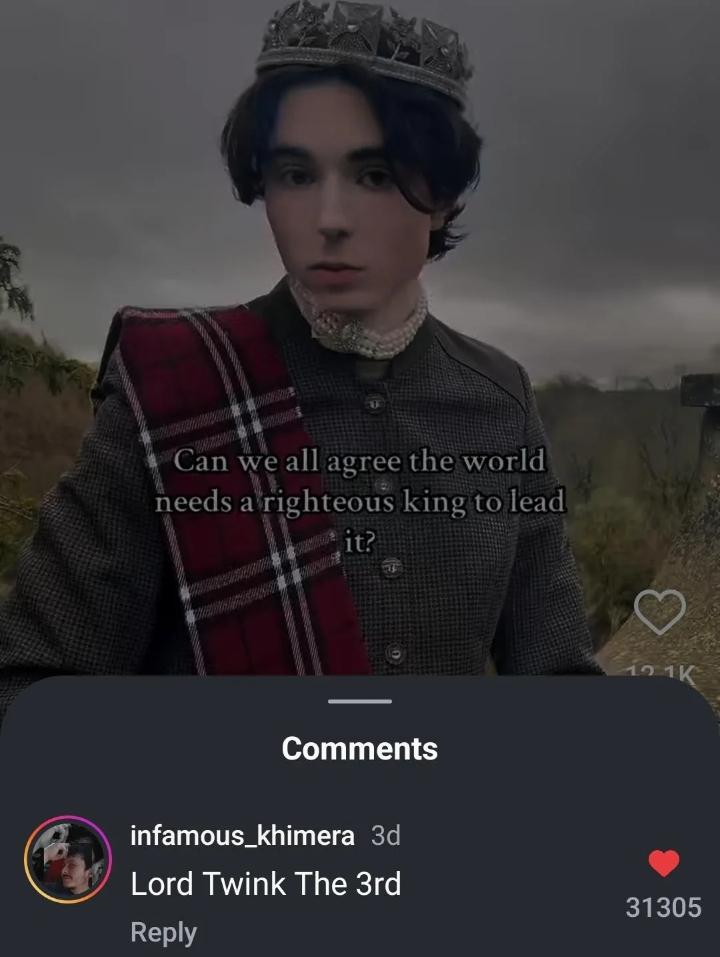 Can we all agree the world
needs a righteous king to lead
it?
12.1K
Comments
infamous_khimera 3d
Lord Twink The 3rd
31305
Reply